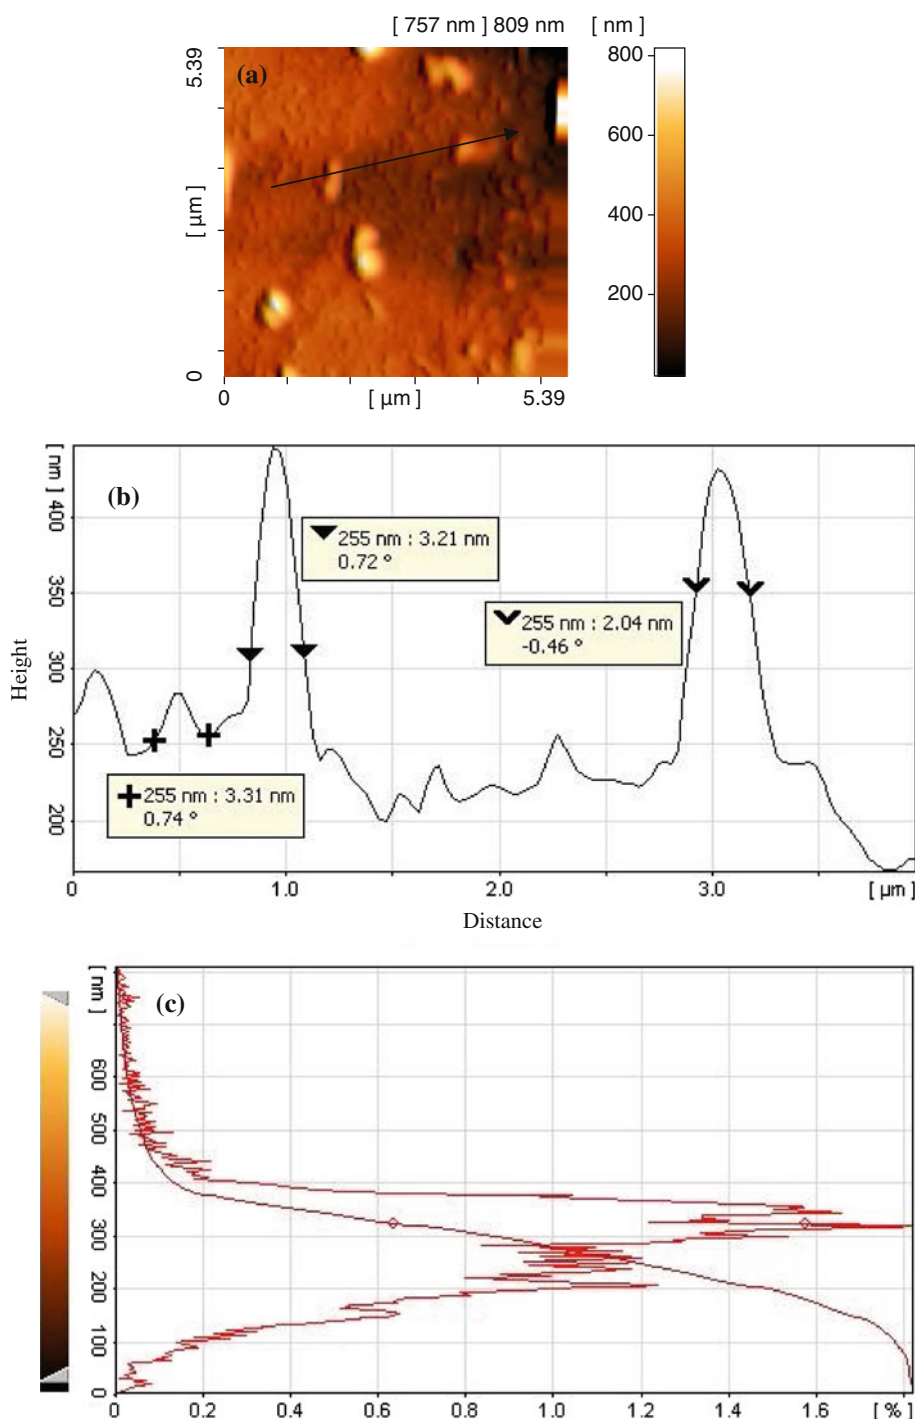 [ 757 nm ] 809 nm [ nm ]
(a)
5.39
[ µm ]
0
0 [ µm ] 5.39
800
600
400
200
[ nm ]
(b)
400
350
300
250
200
Height
255 nm : 3.21 nm
0.72 °
255 nm : 2.04 nm
-0.46 °
255 nm : 3.31 nm
0.74 °
0 1.0 2.0 3.0 [ µm ]
Distance
[ nm ]
(c)
600
500
400
300
200
100
0
0.0 0.2 0.4 0.6 0.8 1.0 1.2 1.4 1.6 [ % ]